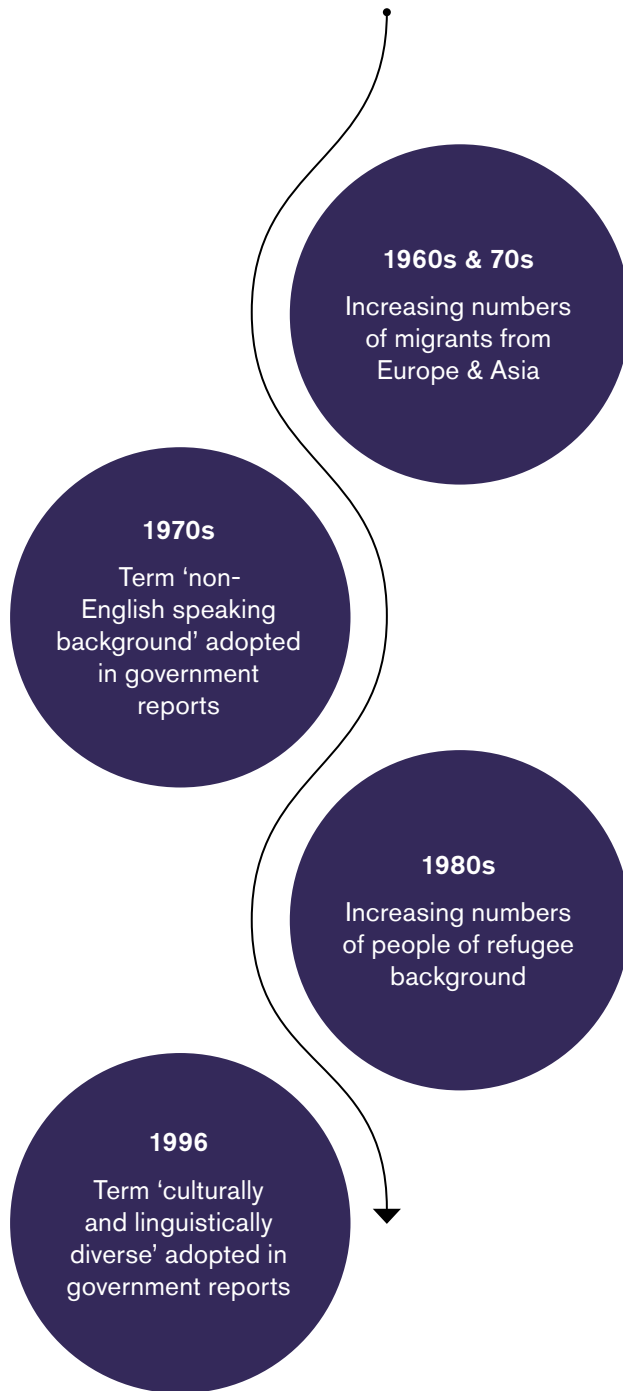 1960s & 70s
Increasing numbers
of migrants from
Europe & Asia
1970s
Term ‘non-
English speaking
background’ adopted
in government
reports
1980s
Increasing numbers
of people of refugee
background
1996
Term ‘culturally
and linguistically
diverse’ adopted in
government reports